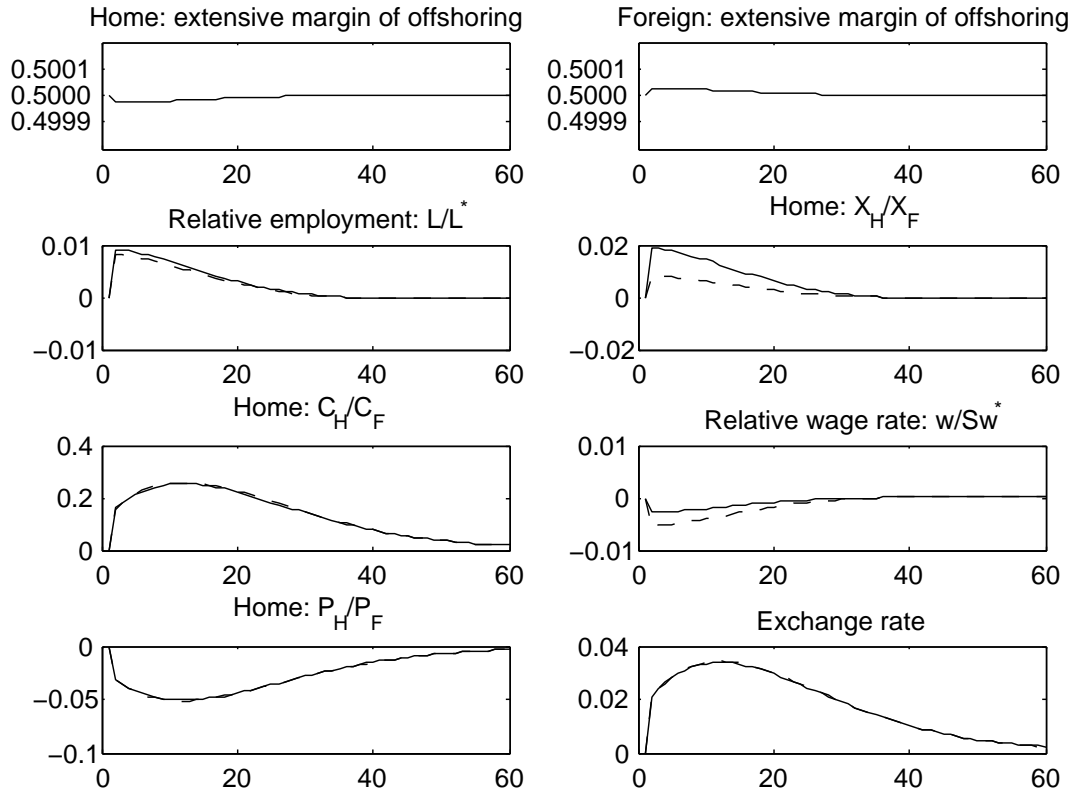 Home: extensive margin of offshoring
0.5001
0.5000
0.4999
0 20 40 60
Foreign: extensive margin of offshoring
0.5001
0.5000
0.4999
0 20 40 60
Relative employment: L/L*
0.01
0
−0.01
0 20 40 60
Home: X_H/X_F
0.02
0
−0.02
0 20 40 60
Home: C_H/C_F
0.4
0.2
0
0 20 40 60
Relative wage rate: w/Sw*
0.01
0
−0.01
0 20 40 60
Home: P_H/P_F
0
−0.05
−0.1
0 20 40 60
Exchange rate
0.04
0.02
0
0 20 40 60